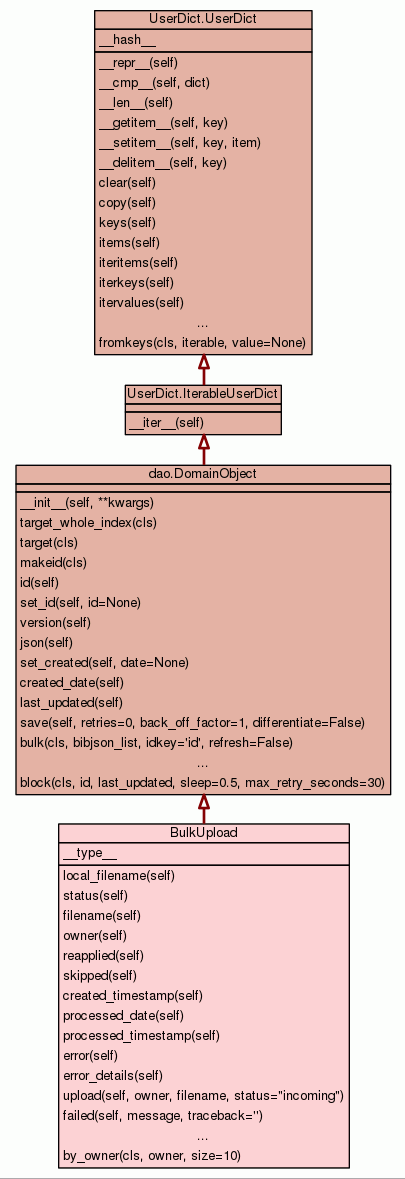 UserDict.UserDict
__hash__
__repr__(self)
__cmp__(self, dict)
__len__(self)
__getitem__(self, key)
__setitem__(self, key, item)
__delitem__(self, key)
clear(self)
copy(self)
keys(self)
items(self)
iteritems(self)
iterkeys(self)
itervalues(self)
...
fromkeys(cls, iterable, value=None)
UserDict.IterableUserDict
__iter__(self)
dao.DomainObject
__init__(self, **kwargs)
target_whole_index(cls)
target(cls)
makeid(cls)
id(self)
set_id(self, id=None)
version(self)
json(self)
set_created(self, date=None)
created_date(self)
last_updated(self)
save(self, retries=0, back_off_factor=1, differentiate=False)
bulk(cls, bibjson_list, idkey='id', refresh=False)
...
block(cls, id, last_updated, sleep=0.5, max_retry_seconds=30)
BulkUpload
__type__
local_filename(self)
status(self)
filename(self)
owner(self)
reapplied(self)
skipped(self)
created_timestamp(self)
processed_date(self)
processed_timestamp(self)
error(self)
error_details(self)
upload(self, owner, filename, status="incoming")
failed(self, message, traceback='')
...
by_owner(cls, owner, size=10)